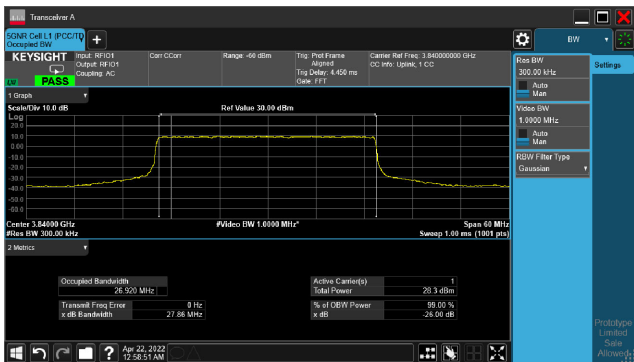 Transceiver A
5GNR Cell L1 (PCC/TD
Occupied BW
+
BW
KEYSIGHT
Input: RFIO1
Output: RFIO1
Coupling: AC
Corr CCorr
Range: -60 dBm
Trig: Prot Frame
Aligned
Trig Delay: 4.450 ms
Gate: FFT
Carrier Ref Freq: 3.840000000 GHz
CC Info: Uplink, 1 CC
PASS
Res BW
300.00 kHz
Auto
Man
Video BW
1.0000 MHz
Auto
Man
RBW Filter Type
Gaussian
Settings
1 Graph
Scale/Div 10.0 dB
Ref Value 30.00 dBm
Log
20.0
10.0
0.00
-10.0
-20.0
-30.0
-40.0
-50.0
-60.0
Center 3.84000 GHz
#Video BW 1.0000 MHz*
Span 60 MHz
#Res BW 300.00 kHz
Sweep 1.00 ms (1001 pts)
2 Metrics
Occupied Bandwidth
26.920 MHz
Active Carrier(s) 1
Total Power 28.3 dBm
Transmit Freq Error 0 Hz
x dB Bandwidth 27.86 MHz
% of OBW Power 99.00 %
x dB -26.00 dB
Prototype
Limited
Sale
Allowed
?
Apr 22, 2022
12:58:51 AM